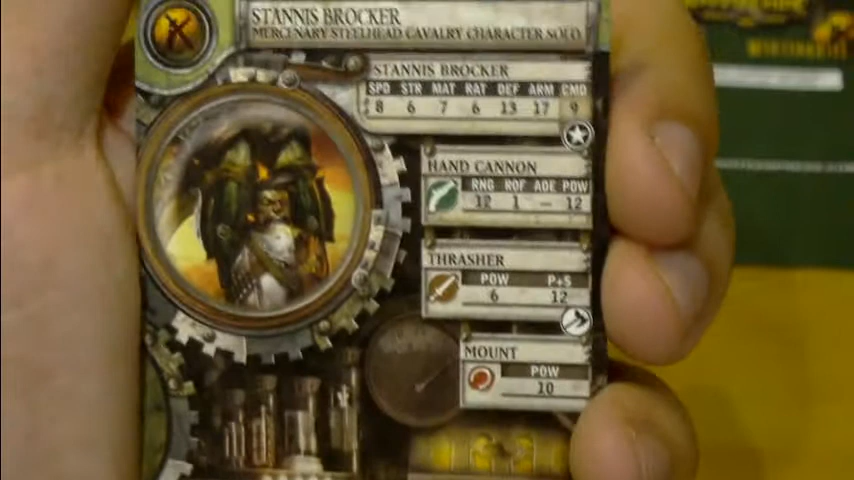 STANNIS BROCKER
MERCENARY STEELHEAD CAVALRY CHARACTER SOLO
STANNIS BROCKER
SPD STR MAT RAT DEF ARM CMD
8 6 7 6 13 17 9
HAND CANNON
RNG ROF AOE POW
12 1 — 12
THRASHER
POW P+S
6 12
MOUNT
POW
10